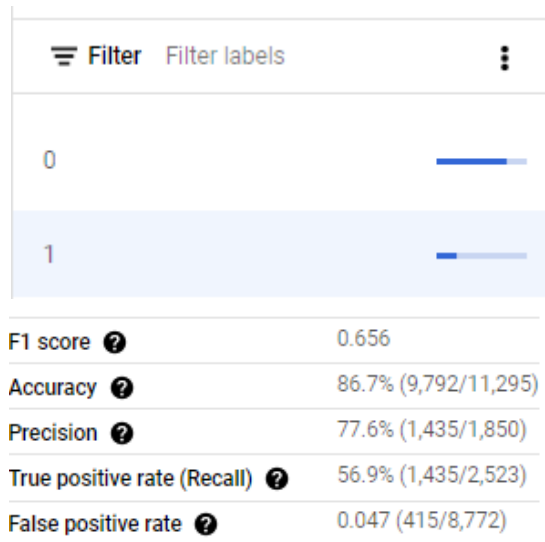 Filter Filter labels
0
1
F1 score ? 0.656
Accuracy ? 86.7% (9,792/11,295)
Precision ? 77.6% (1,435/1,850)
True positive rate (Recall) ? 56.9% (1,435/2,523)
False positive rate ? 0.047 (415/8,772)